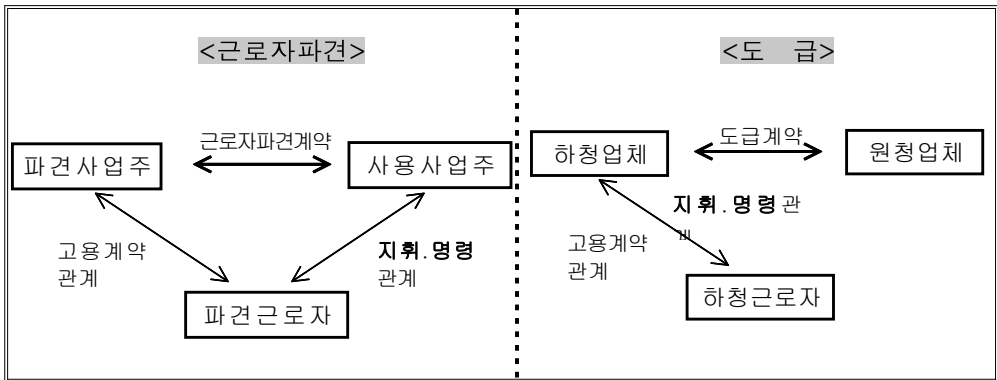 <근로자파견>
파견사업주
근로자파견계약
사용사업주
고용계약
관계
지휘.명령
관계
파견근로자
<도 급>
하청업체
도급계약
원청업체
고용계약
관계
지휘.명령관
하청근로자